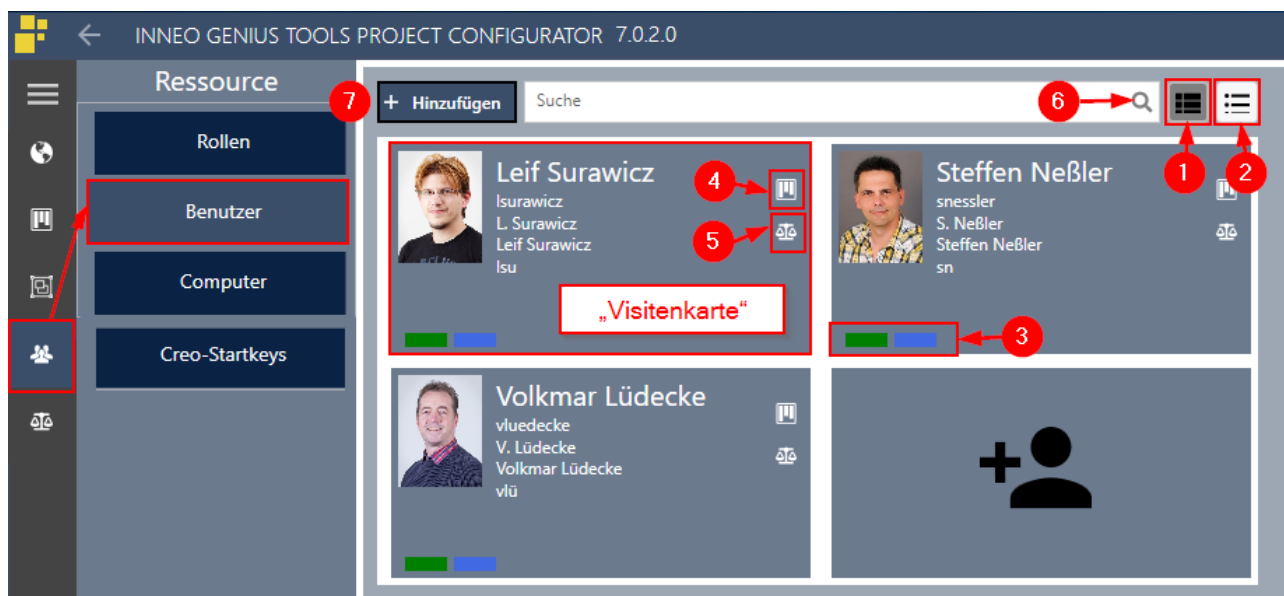 INNEO GENIUS TOOLS PROJECT CONFIGURATOR 7.0.2.0
Ressource
Rollen
Benutzer
Computer
Creo-Startkeys
7
+ Hinzufügen
Suche
6
1
2
Leif Surawicz
lsurawicz
L. Surawicz
Leif Surawicz
lsu
4
5
„Visitenkarte“
Steffen Neßler
snessler
S. Neßler
Steffen Neßler
sn
3
Volkmar Lüdecke
vluedecke
V. Lüdecke
Volkmar Lüdecke
vlü